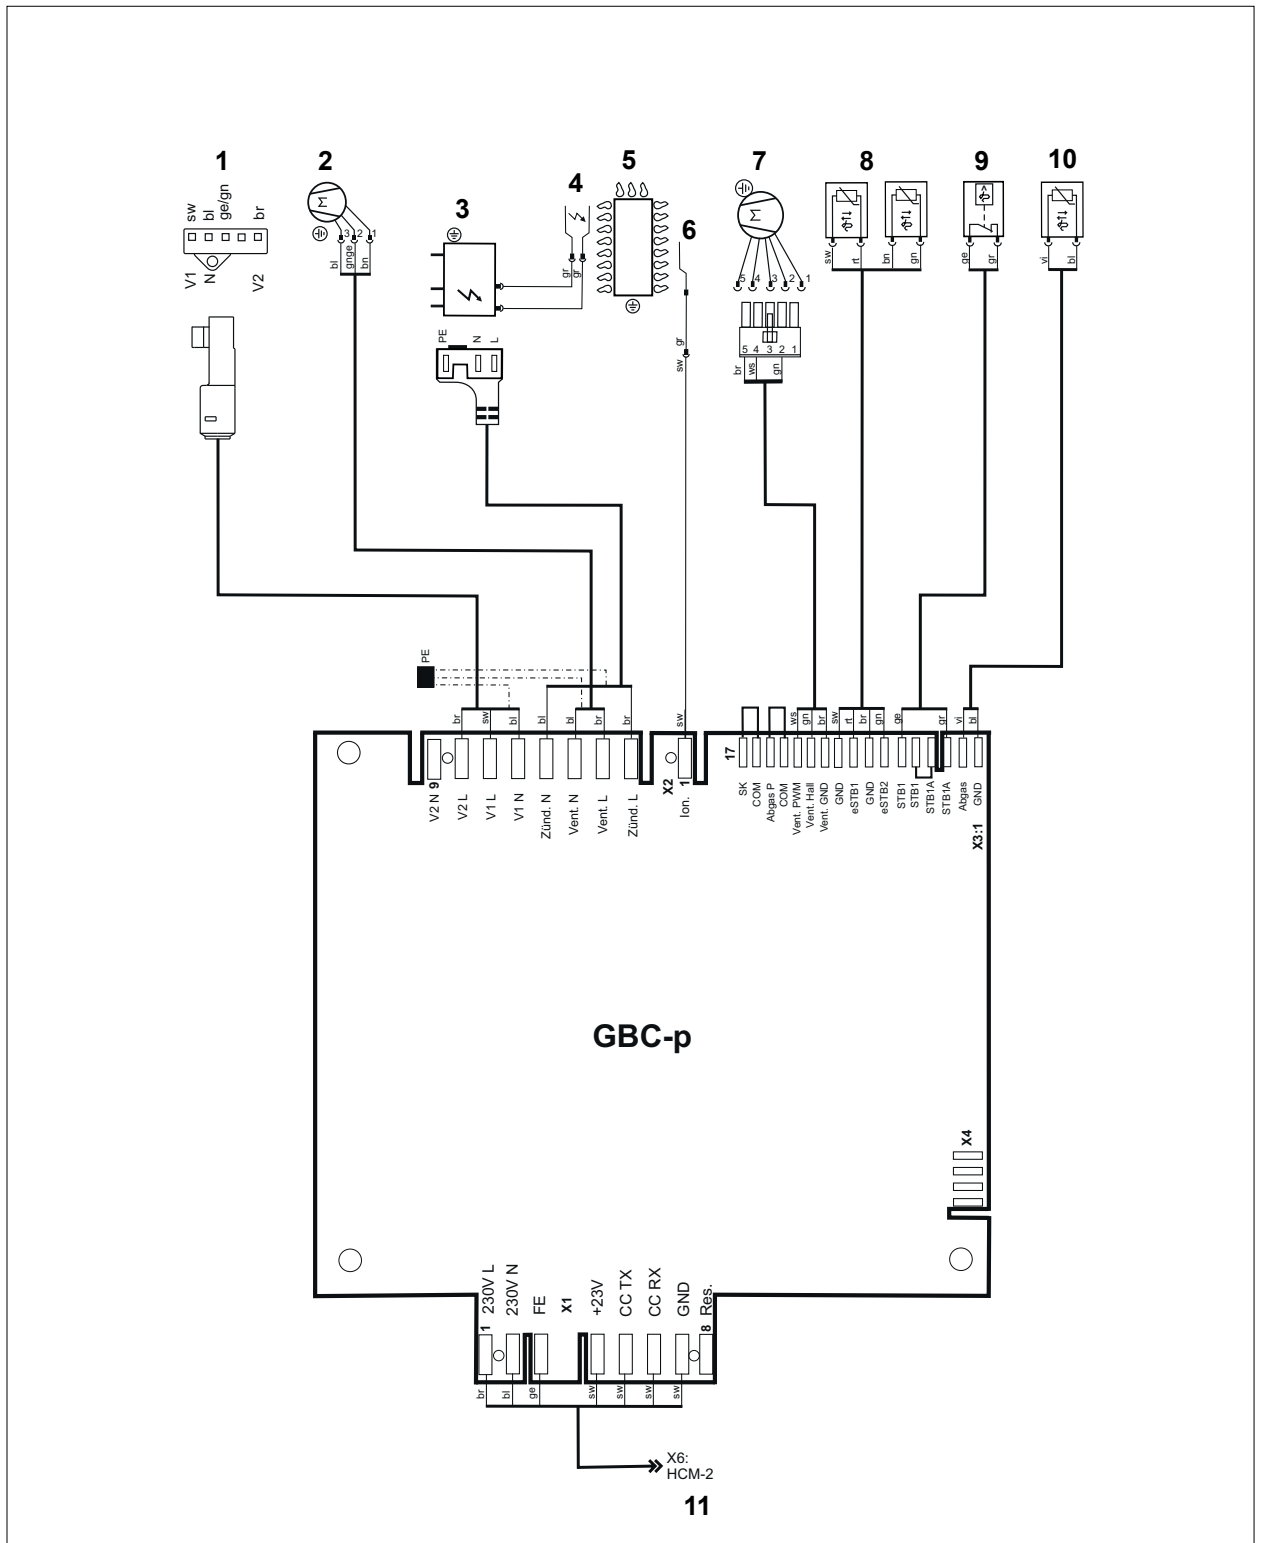 1
2
3
4
5
6
7
8
9
10
sw
bl
ge/gn
br
V1
N
V2
3
2
1
bl
gnge
bn
M
PE
N
L
gr
gr
gr
sw
M
5
4
3
2
1
5 4 3 2 1
br
ws
gn
sw
rt
bn
gn
ge
gr
vi
bl
PE
br
sw
bl
bl
bl
br
br
sw
ws
gn
br
sw
rt
br
gn
ge
gr
vi
bl
V2 N 9
V2 L
V1 L
V1 N
Zünd. N
Vent. N
Vent. L
Zünd. L
X2
Ion. 1
17
SK
COM
Abgas P
COM
Vent. PWM
Vent. Hall
Vent. GND
GND
eSTB1
GND
eSTB2
STB1
STB1
STB1A
STB1A
Abgas
GND
X3:1
GBC-p
X4
1 230V L
230V N
FE
X1
+23V
CC TX
CC RX
GND
8 Res.
br
bl
ge
sw
sw
sw
sw
X6:
HCM-2
11